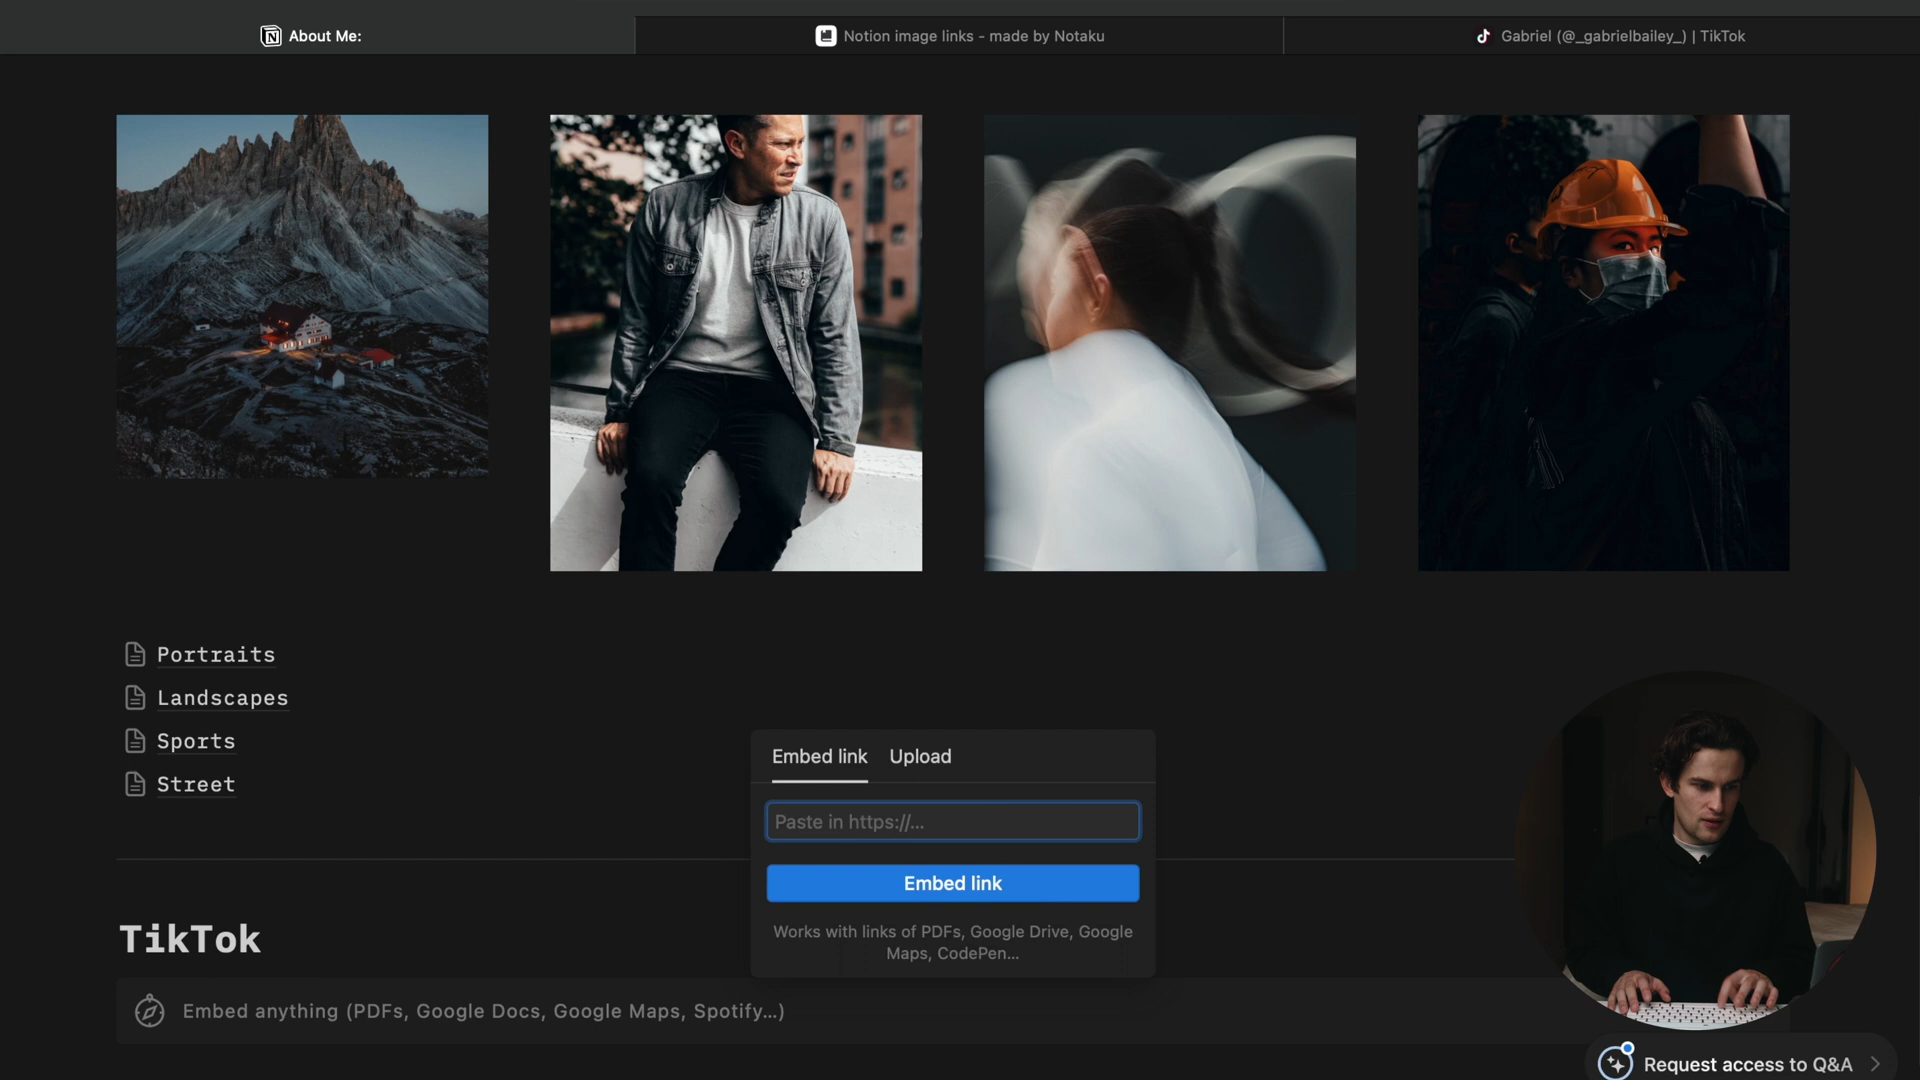 About Me:
Notion image links - made by Notaku
Gabriel (@_gabrielbailey_) | TikTok
Portraits
Landscapes
Sports
Street
Embed link
Upload
Paste in https://...
Embed link
Works with links of PDFs, Google Drive, Google
Maps, CodePen...
TikTok
Embed anything (PDFs, Google Docs, Google Maps, Spotify...)
Request access to Q&A